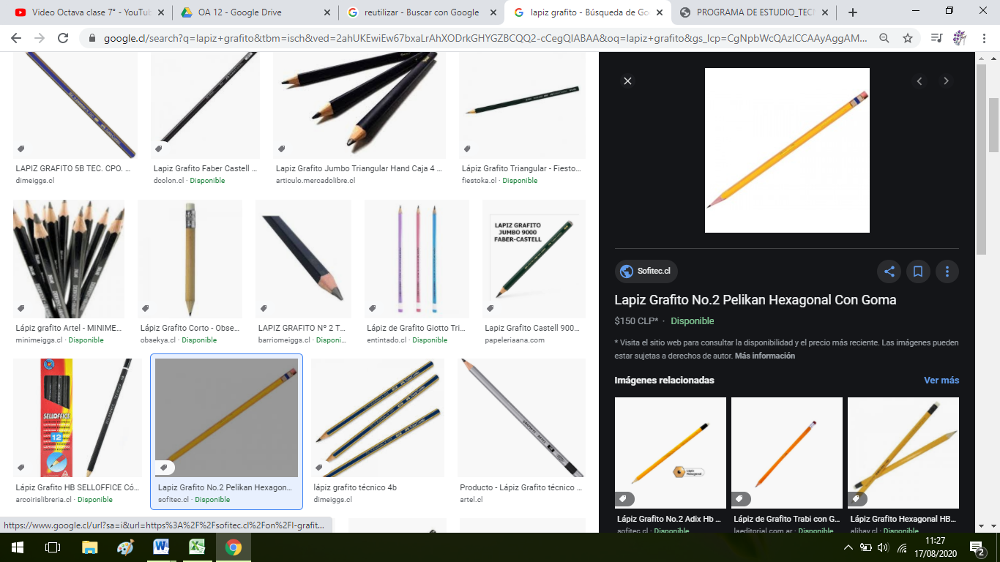 Video Octava clase 7° - YouTub
OA 12 - Google Drive
reutilizar - Buscar con Google
lapiz grafito - Búsqueda de Go
PROGRAMA DE ESTUDIO_TECN
google.cl/search?q=lapiz+grafito&tbm=isch&ved=2ahUKEwiEw67bxaLrAhXODrkGHYGZBCQQ2-cCegQIABAA&oq=lapiz+grafito&gs_lcp=CgNpbWcQAzICCAAyAggAM...
LAPIZ GRAFITO 5B TEC. CPO. ...
dimeiggs.cl
Lapiz Grafito Faber Castell ...
dcolon.cl · Disponible
Lapiz Grafito Jumbo Triangular Hand Caja 4 ...
articulo.mercadolibre.cl
Lápiz Grafito Triangular - Fiesto...
fiestoka.cl · Disponible
LAPIZ GRAFITO
JUMBO 9000
FABER-CASTELL
Lápiz grafito Artel - MINIME...
minimeiggs.cl · Disponible
Lápiz Grafito Corto - Obse...
obsekya.cl · Disponible
LAPIZ GRAFITO Nº 2 T...
barriomeiggs.cl · Disponi...
Lápiz de Grafito Giotto Tri...
entintado.cl · Disponible
Lapiz Grafito Castell 900...
papeleriaana.com
SELLOFFICE
12
Lápiz Grafito HB SELLOFFICE Có...
arcoirislibreria.cl · Disponible
Lapiz Grafito No.2 Pelikan Hexagon...
sofitec.cl · Disponible
lápiz grafito técnico 4b
dimeiggs.cl
Producto - Lápiz Grafito técnico ...
artel.cl
Sofitec.cl
Lapiz Grafito No.2 Pelikan Hexagonal Con Goma
$150 CLP* · Disponible
* Visita el sitio web para consultar la disponibilidad y el precio más reciente. Las imágenes pueden
estar sujetas a derechos de autor. Más información
Imágenes relacionadas
Ver más
Lápiz
Hexagonal
Lápiz Grafito No.2 Adix Hb ...
sofitec.cl · Disponible
Lápiz de Grafito Trabi con G...
laeditorial.com.ar · Disponible
Lápiz Grafito Hexagonal HB...
alibay.cl · Disponible
https://www.google.cl/url?sa=i&url=https%3A%2F%2Fsofitec.cl%2Fon%2Fl-grafit...
11:27
17/08/2020
2